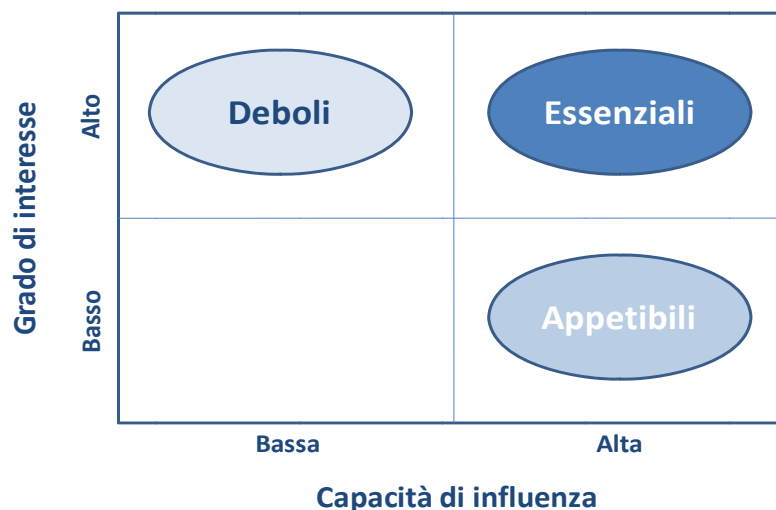 Grado di interesse
Alto
Basso
Deboli
Essenziali
Appetibili
Bassa
Alta
Capacità di influenza